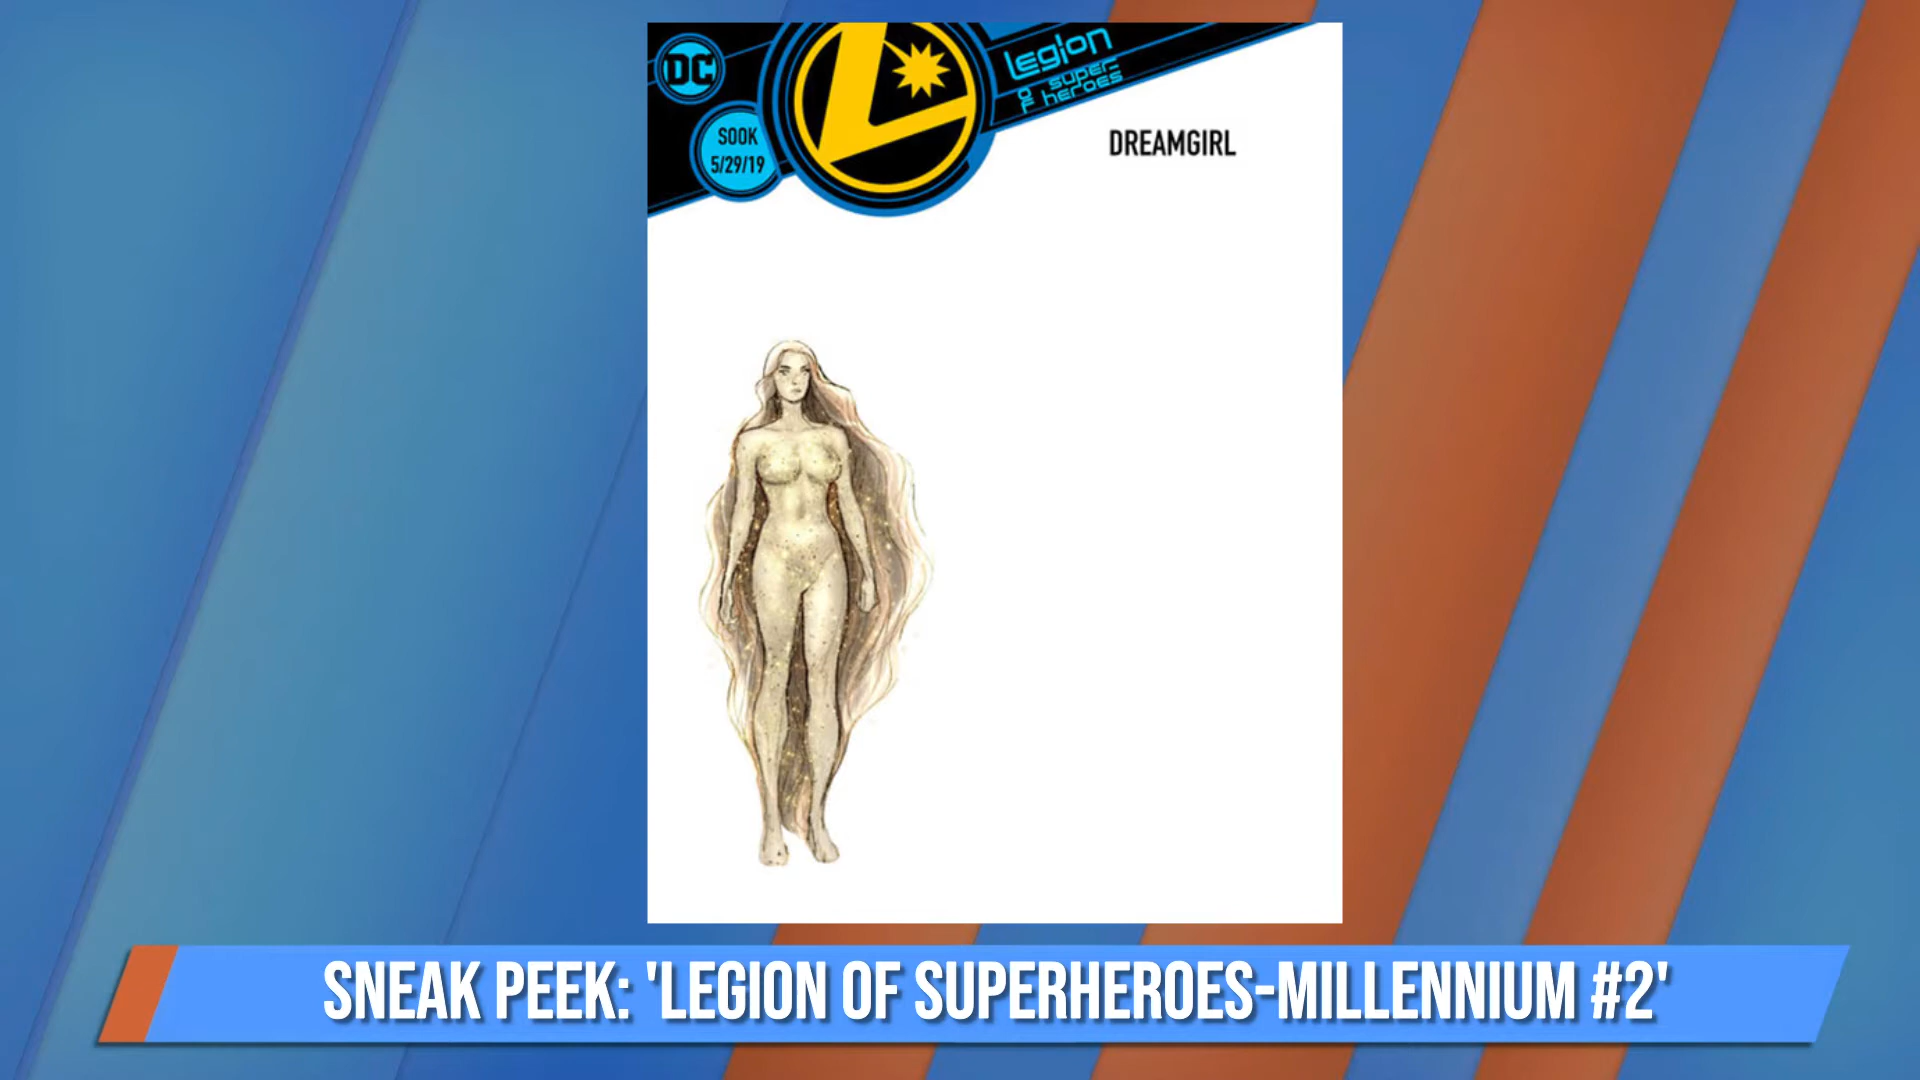 DC
Legion
OF super-
heroes
SOOK
5/29/19
DREAMGIRL
SNEAK PEEK: 'LEGION OF SUPERHEROES-MILLENNIUM #2'